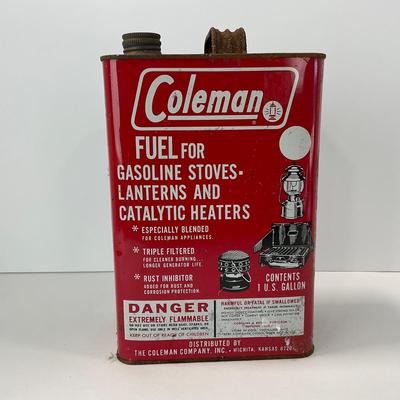 Coleman
FUEL FOR
GASOLINE STOVES-
LANTERNS AND
CATALYTIC HEATERS
* ESPECIALLY BLENDED
FOR COLEMAN APPLIANCES.
* TRIPLE FILTERED
FOR CLEANER BURNING...
LONGER GENERATOR LIFE.
* RUST INHIBITOR
ADDED FOR RUST AND
CORROSION PROTECTION.
CONTENTS
1 U.S. GALLON
DANGER
EXTREMELY FLAMMABLE
KEEP OUT OF REACH OF CHILDREN
HARMFUL OR FATAL IF SWALLOWED
DISTRIBUTED BY
THE COLEMAN COMPANY, INC. • WICHITA, KANSAS